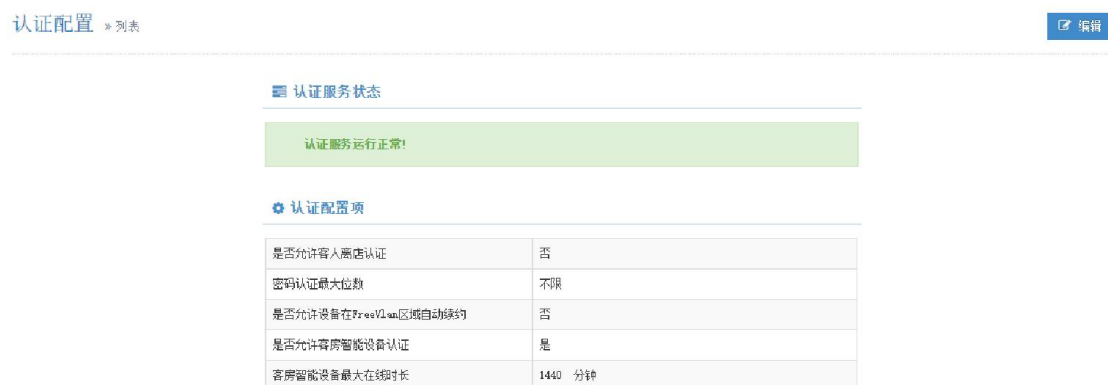 认证配置 » 列表
编辑
认证服务状态
认证服务运行正常!
认证配置项
是否允许客人离店认证 否
密码认证最大位数 不限
是否允许设备在FreeVlan区域自动续约 否
是否允许客房智能设备认证 是
客房智能设备最大在线时长 1440 分钟